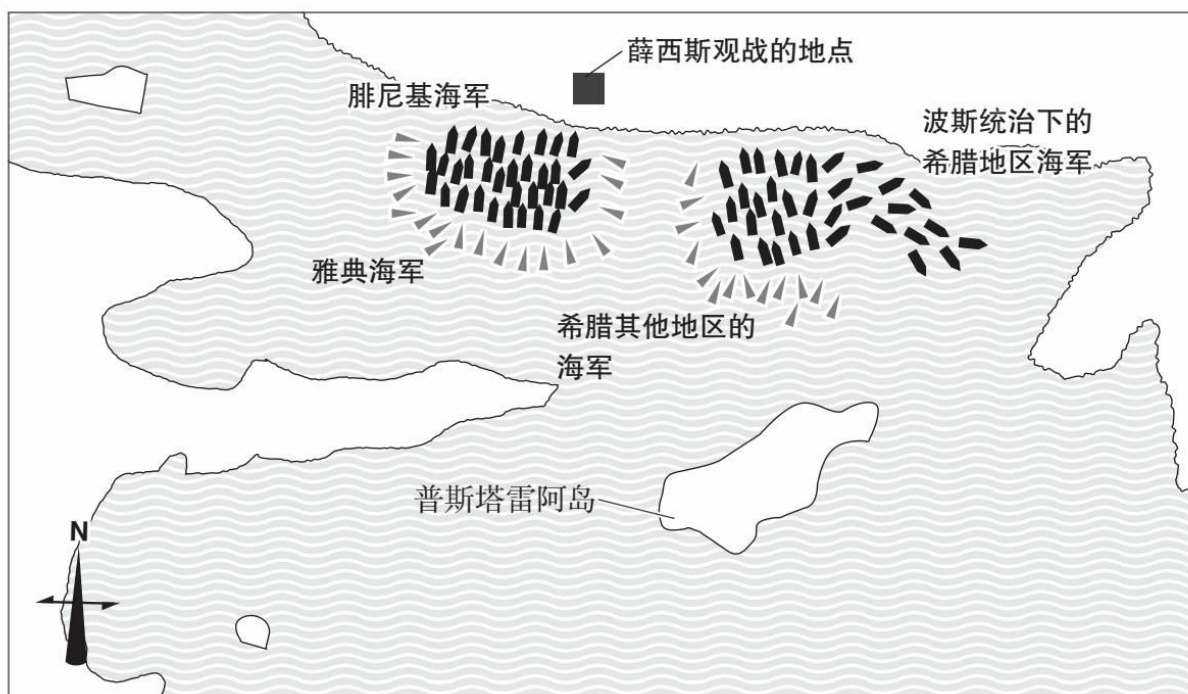 薛西斯观战的地点
腓尼基海军
波斯统治下的
希腊地区海军
雅典海军
希腊其他地区的
海军
普斯塔雷阿岛
N